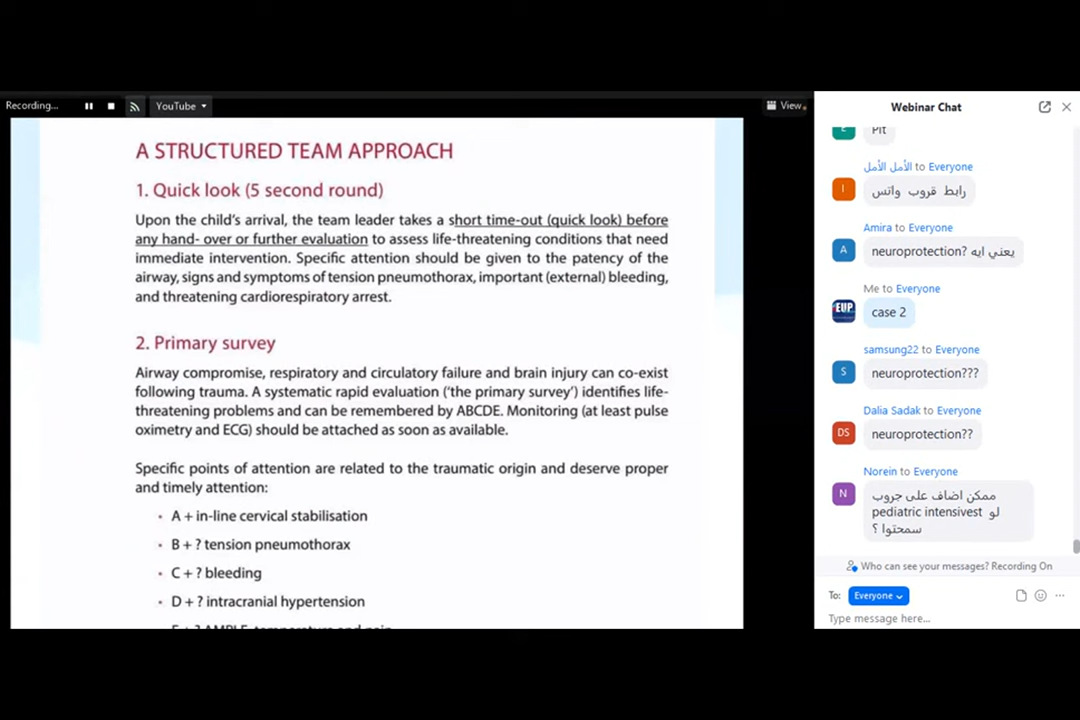 Recording...
YouTube
View
A STRUCTURED TEAM APPROACH
1. Quick look (5 second round)
Upon the child's arrival, the team leader takes a short time-out (quick look) before
any hand- over or further evaluation to assess life-threatening conditions that need
immediate intervention. Specific attention should be given to the patency of the
airway, signs and symptoms of tension pneumothorax, important (external) bleeding,
and threatening cardiorespiratory arrest.
2. Primary survey
Airway compromise, respiratory and circulatory failure and brain injury can co-exist
following trauma. A systematic rapid evaluation ('the primary survey') identifies life-
threatening problems and can be remembered by ABCDE. Monitoring (at least pulse
oximetry and ECG) should be attached as soon as available.
Specific points of attention are related to the traumatic origin and deserve proper
and timely attention:
• A + in-line cervical stabilisation
• B + ? tension pneumothorax
• C + ? bleeding
• D + ? intracranial hypertension
E + ? AMPLE, temperature and pain
Webinar Chat
Pit
الأمل الأمل to Everyone
I
رابط قروب واتس
Amira to Everyone
A
neuroprotection? يعني ايه
Me to Everyone
EUP
case 2
samsung22 to Everyone
S
neuroprotection???
Dalia Sadak to Everyone
DS
neuroprotection??
Norein to Everyone
N
ممكن اضاف على جروب
pediatric intensivest لو
سمحتوا ؟
Who can see your messages? Recording On
To: Everyone
Type message here...